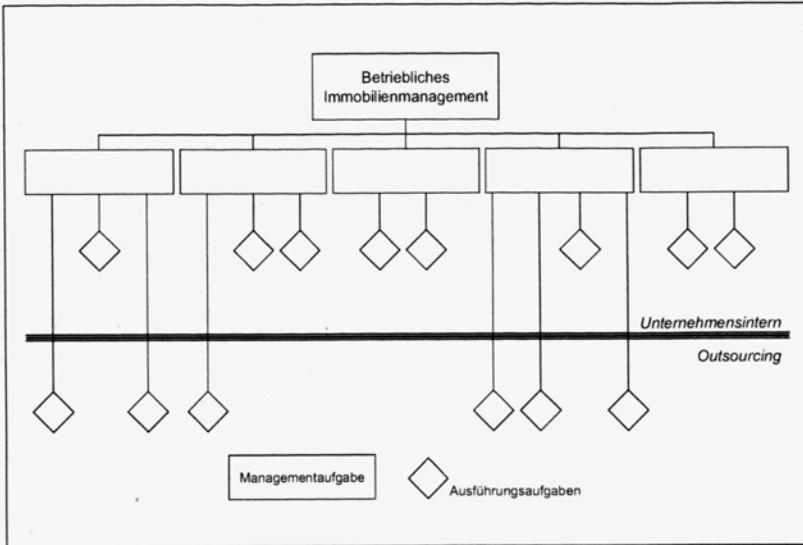 Betriebliches
Immobilienmanagement
Unternehmensintern
Outsourcing
Managementaufgabe
Ausführungsaufgaben